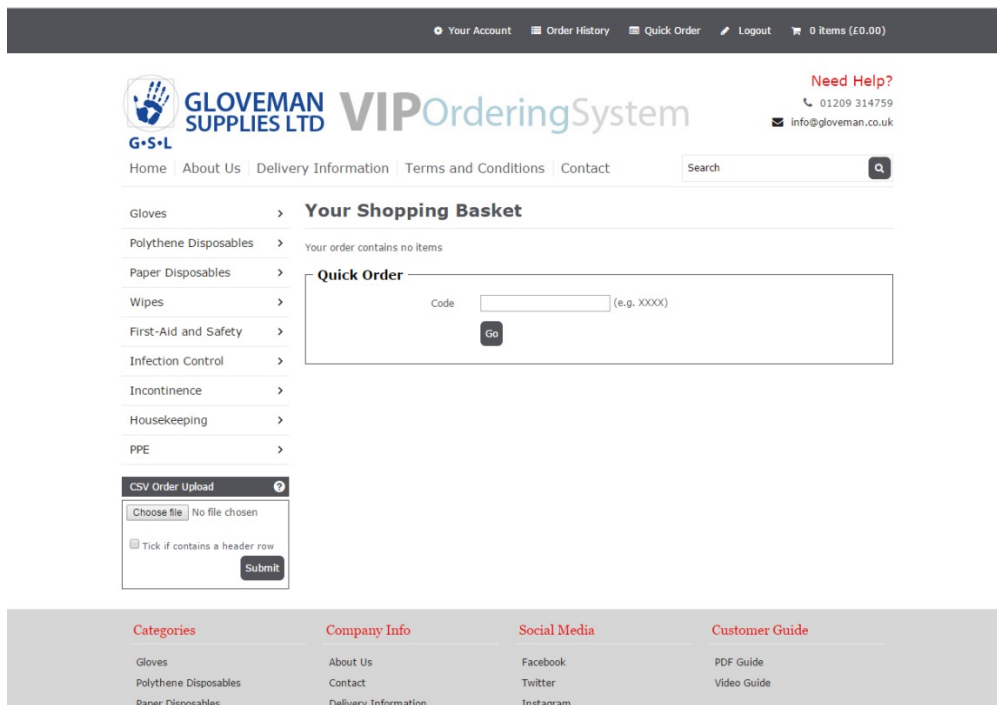 Your Account Order History Quick Order Logout 0 items (£0.00)
GLOVEMAN
SUPPLIES LTD
G•S•L
VIPOrderingSystem
Need Help?
01209 314759
info@gloveman.co.uk
Home About Us Delivery Information Terms and Conditions Contact
Search
Gloves
Polythene Disposables
Paper Disposables
Wipes
First-Aid and Safety
Infection Control
Incontinence
Housekeeping
PPE
CSV Order Upload ?
Choose file No file chosen
Tick if contains a header row
Submit
Your Shopping Basket
Your order contains no items
Quick Order
Code (e.g. XXXX)
Go
Categories
Gloves
Polythene Disposables
Paper Disposables
Company Info
About Us
Contact
Delivery Information
Social Media
Facebook
Twitter
Instagram
Customer Guide
PDF Guide
Video Guide